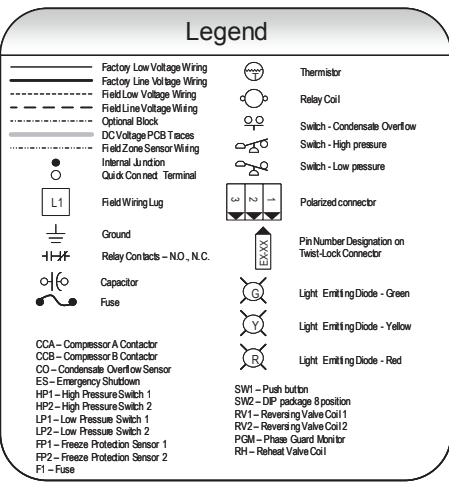 Legend
Factory Low Voltage Wiring
Factory Line Voltage Wiring
Field Low Voltage Wiring
Field Line Voltage Wiring
Optional Block
DC Voltage PCB Traces
Field Zone Sensor Wiring
Internal Junction
Quick Connect Terminal
L1
Field Wiring Lug
Ground
Relay Contacts – N.O., N.C.
Capacitor
Fuse
T
Thermistor
Relay Coil
Switch - Condensate Overflow
Switch - High pressure
Switch - Low pressure
3 2 1
Polarized connector
EX-XX
Pin Number Designation on
Twist-Lock Connector
G
Light Emitting Diode - Green
Y
Light Emitting Diode - Yellow
R
Light Emitting Diode - Red
CCA – Compressor A Contactor
CCB – Compressor B Contactor
CO – Condensate Overflow Sensor
ES – Emergency Shutdown
HP1 – High Pressure Switch 1
HP2 – High Pressure Switch 2
LP1 – Low Pressure Switch 1
LP2 – Low Pressure Switch 2
FP1 – Freeze Protection Sensor 1
FP2 – Freeze Protection Sensor 2
F1 – Fuse
SW1 – Push button
SW2 – DIP package 8 position
RV1 – Reversing Valve Coil 1
RV2 – Reversing Valve Coil 2
PGM – Phase Guard Monitor
RH – Reheat Valve Coil